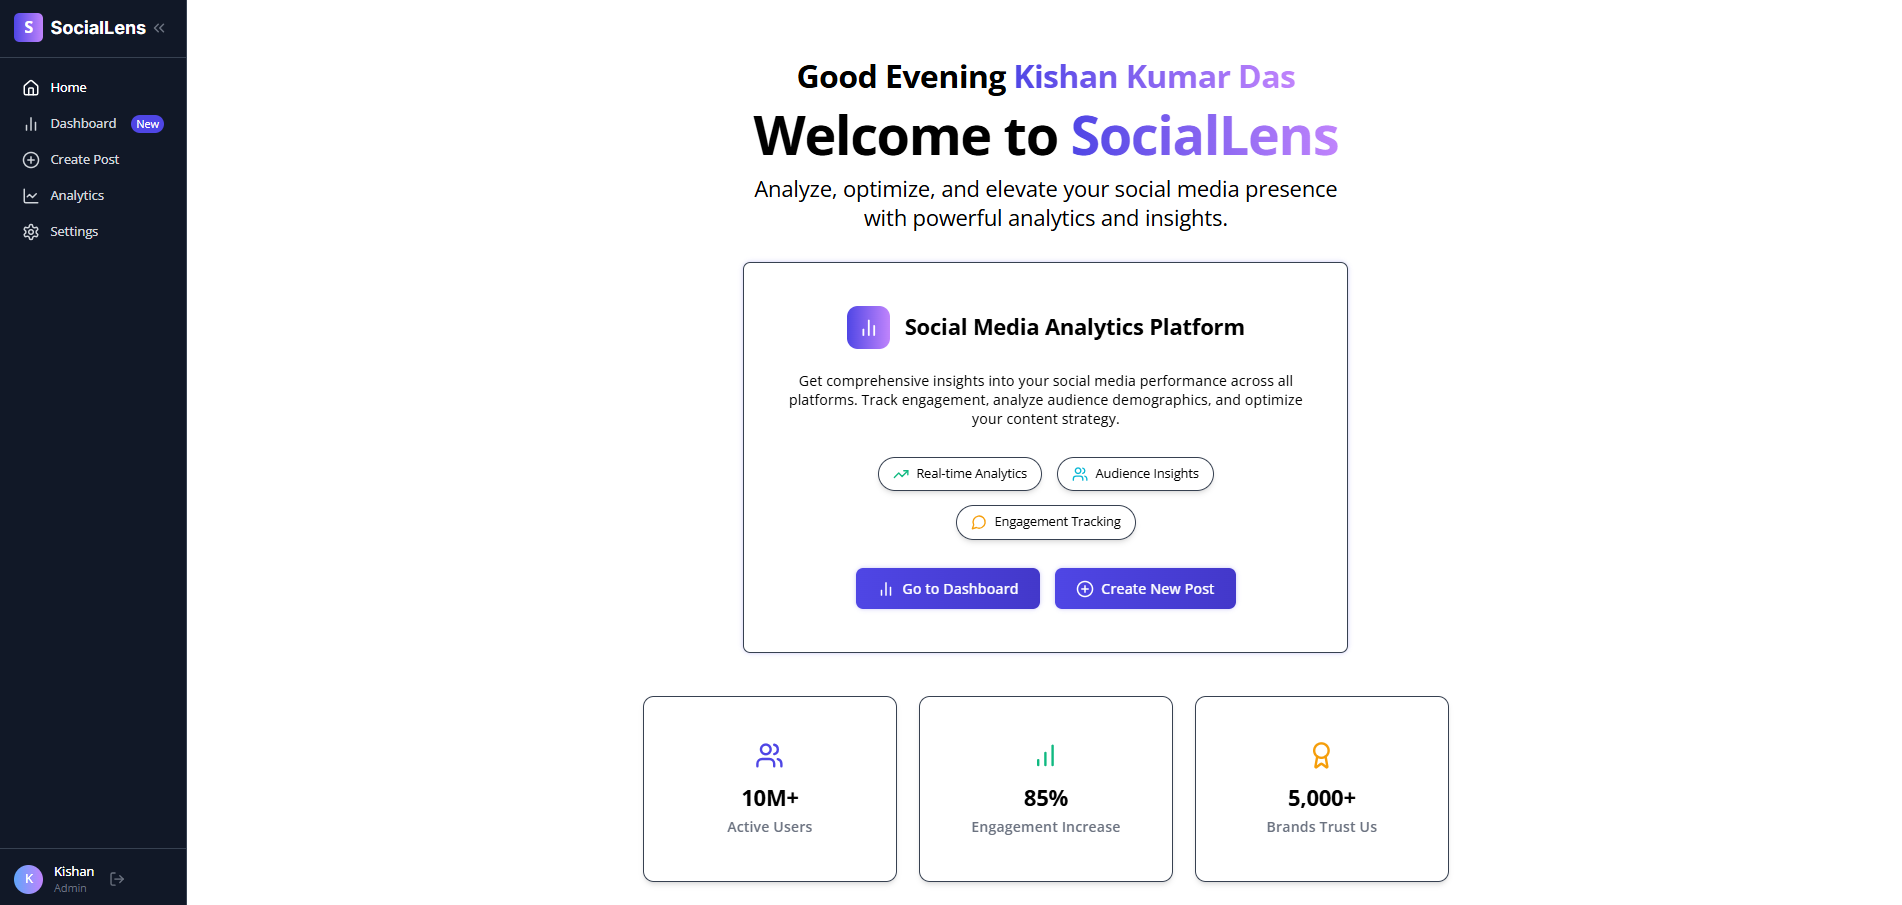 S SocialLens
Home
Dashboard New
Create Post
Analytics
Settings
Good Evening Kishan Kumar Das
Welcome to SocialLens
Analyze, optimize, and elevate your social media presence
with powerful analytics and insights.
Social Media Analytics Platform
Get comprehensive insights into your social media performance across all
platforms. Track engagement, analyze audience demographics, and optimize
your content strategy.
Real-time Analytics Audience Insights
Engagement Tracking
Go to Dashboard Create New Post
10M+
Active Users
85%
Engagement Increase
5,000+
Brands Trust Us
K Kishan
Admin